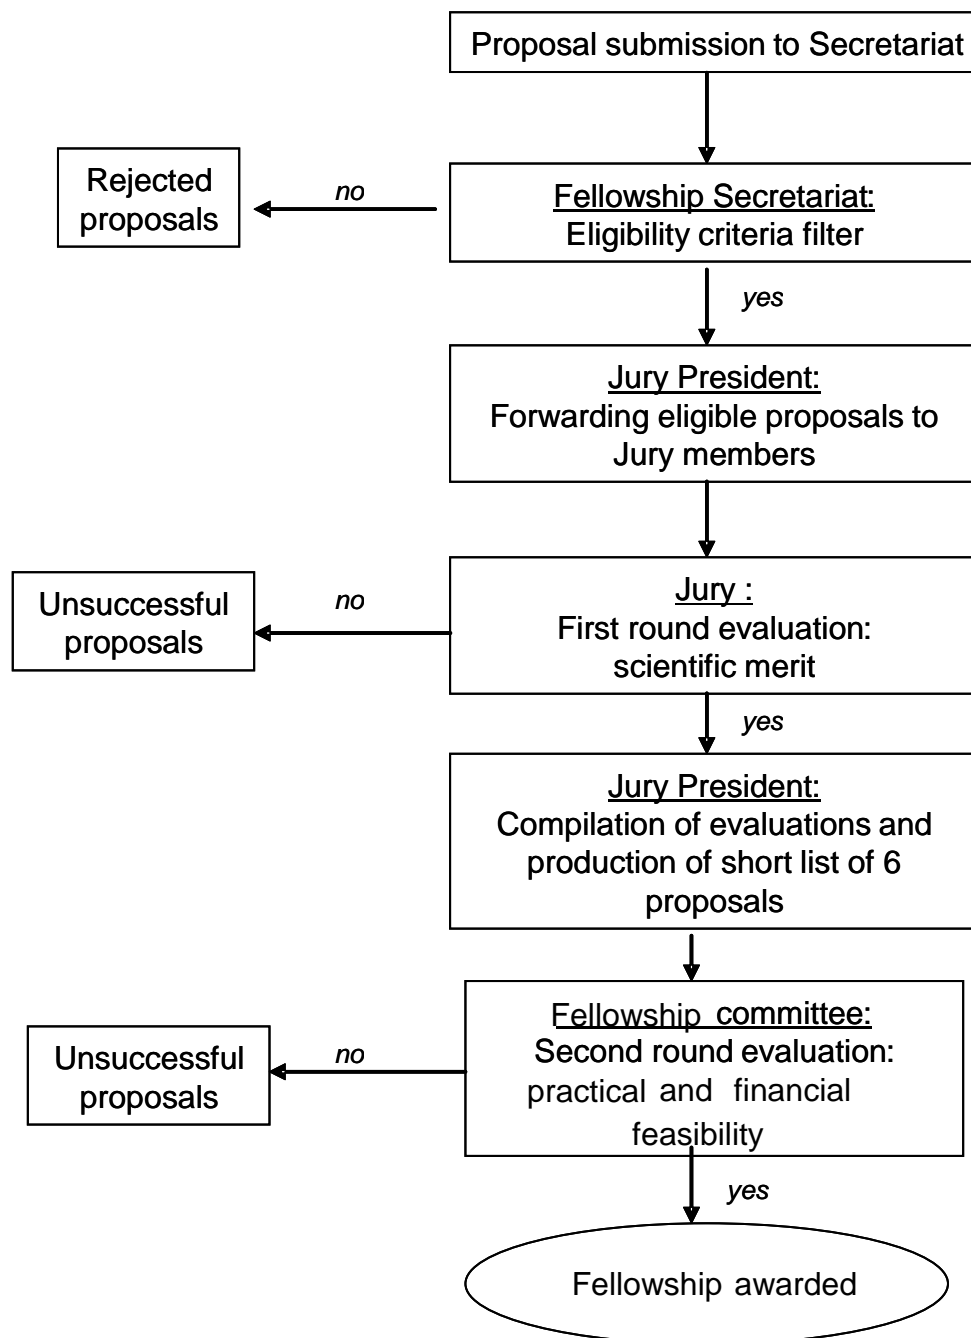 Proposal submission to Secretariat
Rejected
proposals
no
Fellowship Secretariat:
Eligibility criteria filter
yes
Jury President:
Forwarding eligible proposals to
Jury members
Unsuccessful
proposals
no
Jury :
First round evaluation:
scientific merit
yes
Jury President:
Compilation of evaluations and
production of short list of 6
proposals
Unsuccessful
proposals
no
Fellowship committee:
Second round evaluation:
practical and financial
feasibility
yes
Fellowship awarded